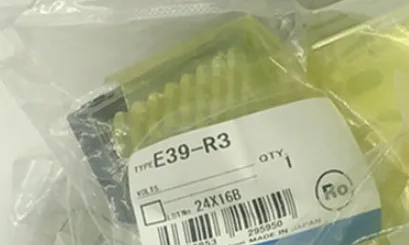 TYPE E39-R3
VOLTS QTY 1
LOT No. 24X16B
Ro
295950
MADE IN JAPAN